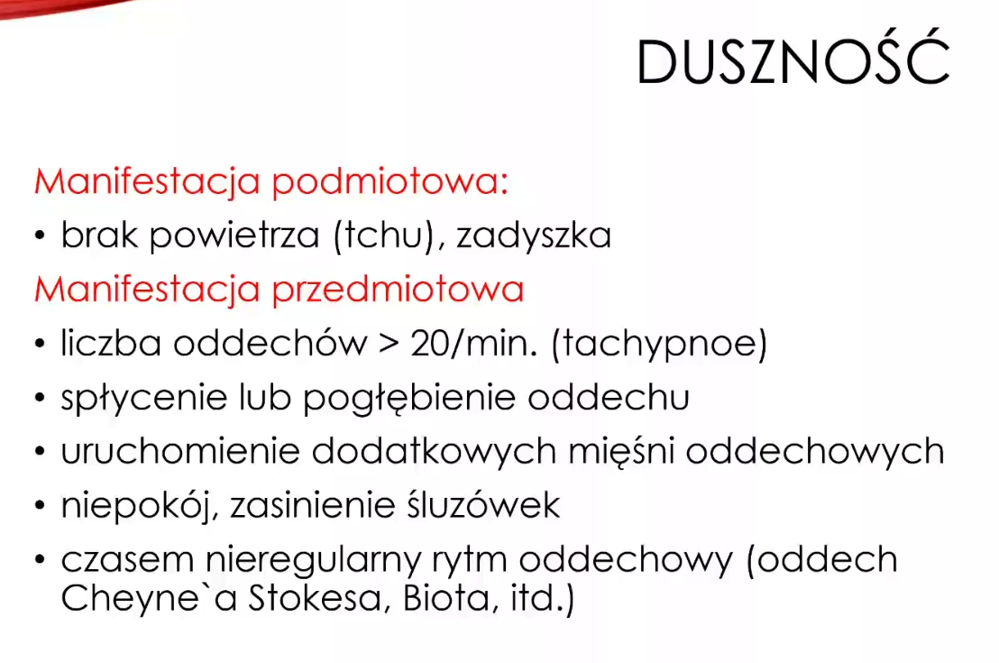 DUSZNOŚĆ
Manifestacja podmiotowa:
• brak powietrza (tchu), zadyszka
Manifestacja przedmiotowa
• liczba oddechów > 20/min. (tachypnoe)
• spłycenie lub pogłębienie oddechu
• uruchomienie dodatkowych mięśni oddechowych
• niepokój, zasinienie śluzówek
• czasem nieregularny rytm oddechowy (oddech
Cheyne`a Stokesa, Biota, itd.)